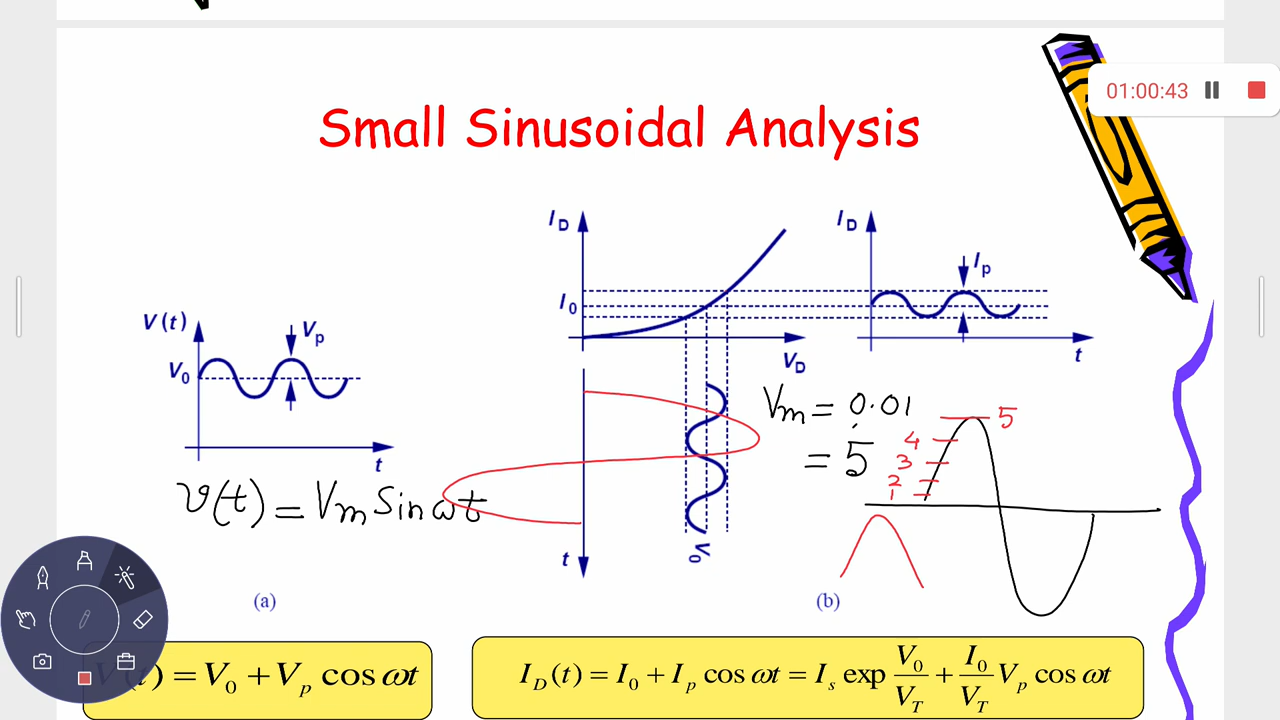 01:00:43
Small Sinusoidal Analysis
V(t)
V0
Vp
t
ID
I0
VD
t
V0
ID
Ip
t
v(t) = Vm Sin ωt
Vm = 0.01
= 5
5
4
3
2
1
(a)
(b)
V(t) = V0 + Vp cos ωt
ID(t) = I0 + Ip cos ωt = Is exp V0/VT + I0/VT Vp cos ωt